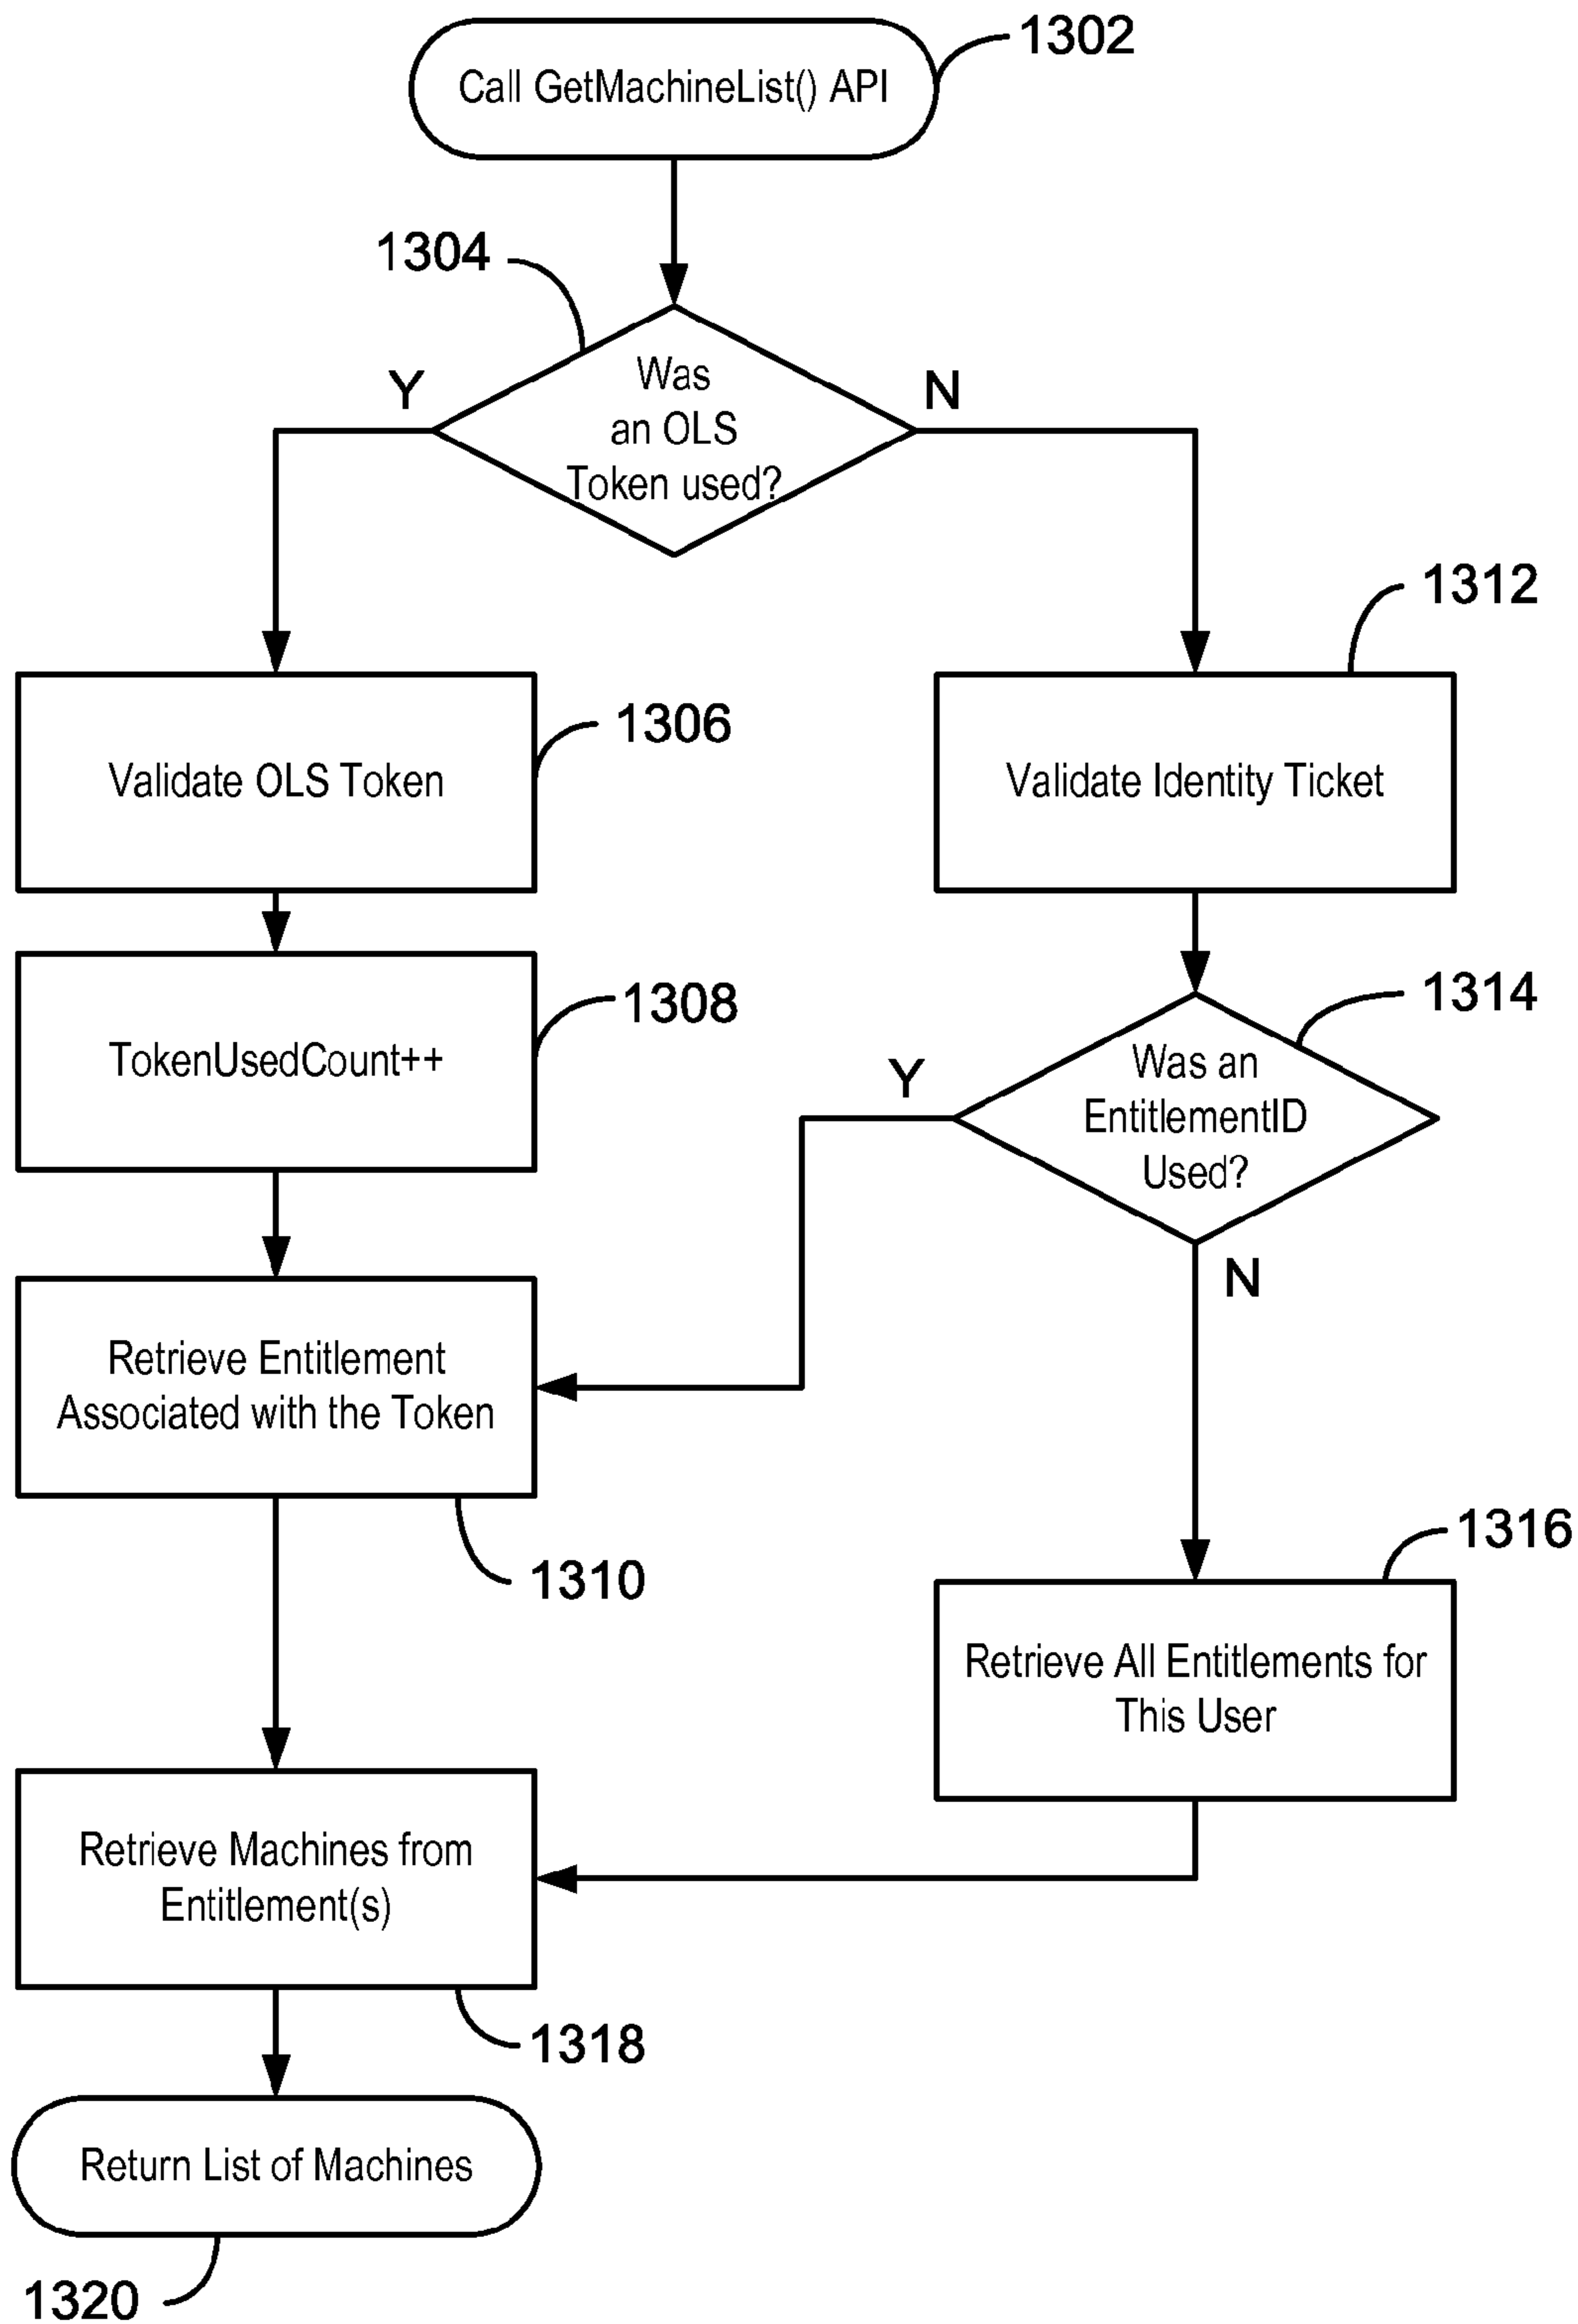 1302
Call GetMachineList() API
1304
Y
N
Was
an OLS
Token used?
1312
1306
Validate OLS Token
Validate Identity Ticket
1308
TokenUsedCount++
1314
Y
Was an
EntitlementID
Used?
N
Retrieve Entitlement
Associated with the Token
1310
1316
Retrieve All Entitlements for
This User
Retrieve Machines from
Entitlement(s)
1318
Return List of Machines
1320